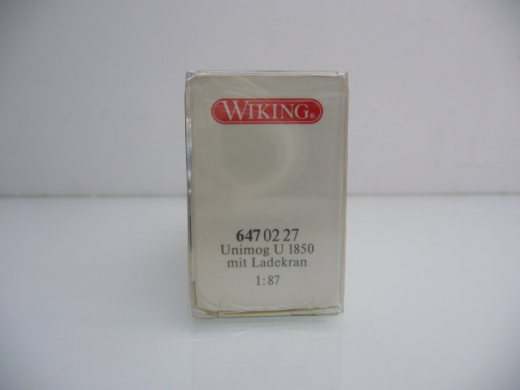 WIKING®
647 02 27
Unimog U 1850
mit Ladekran
1:87